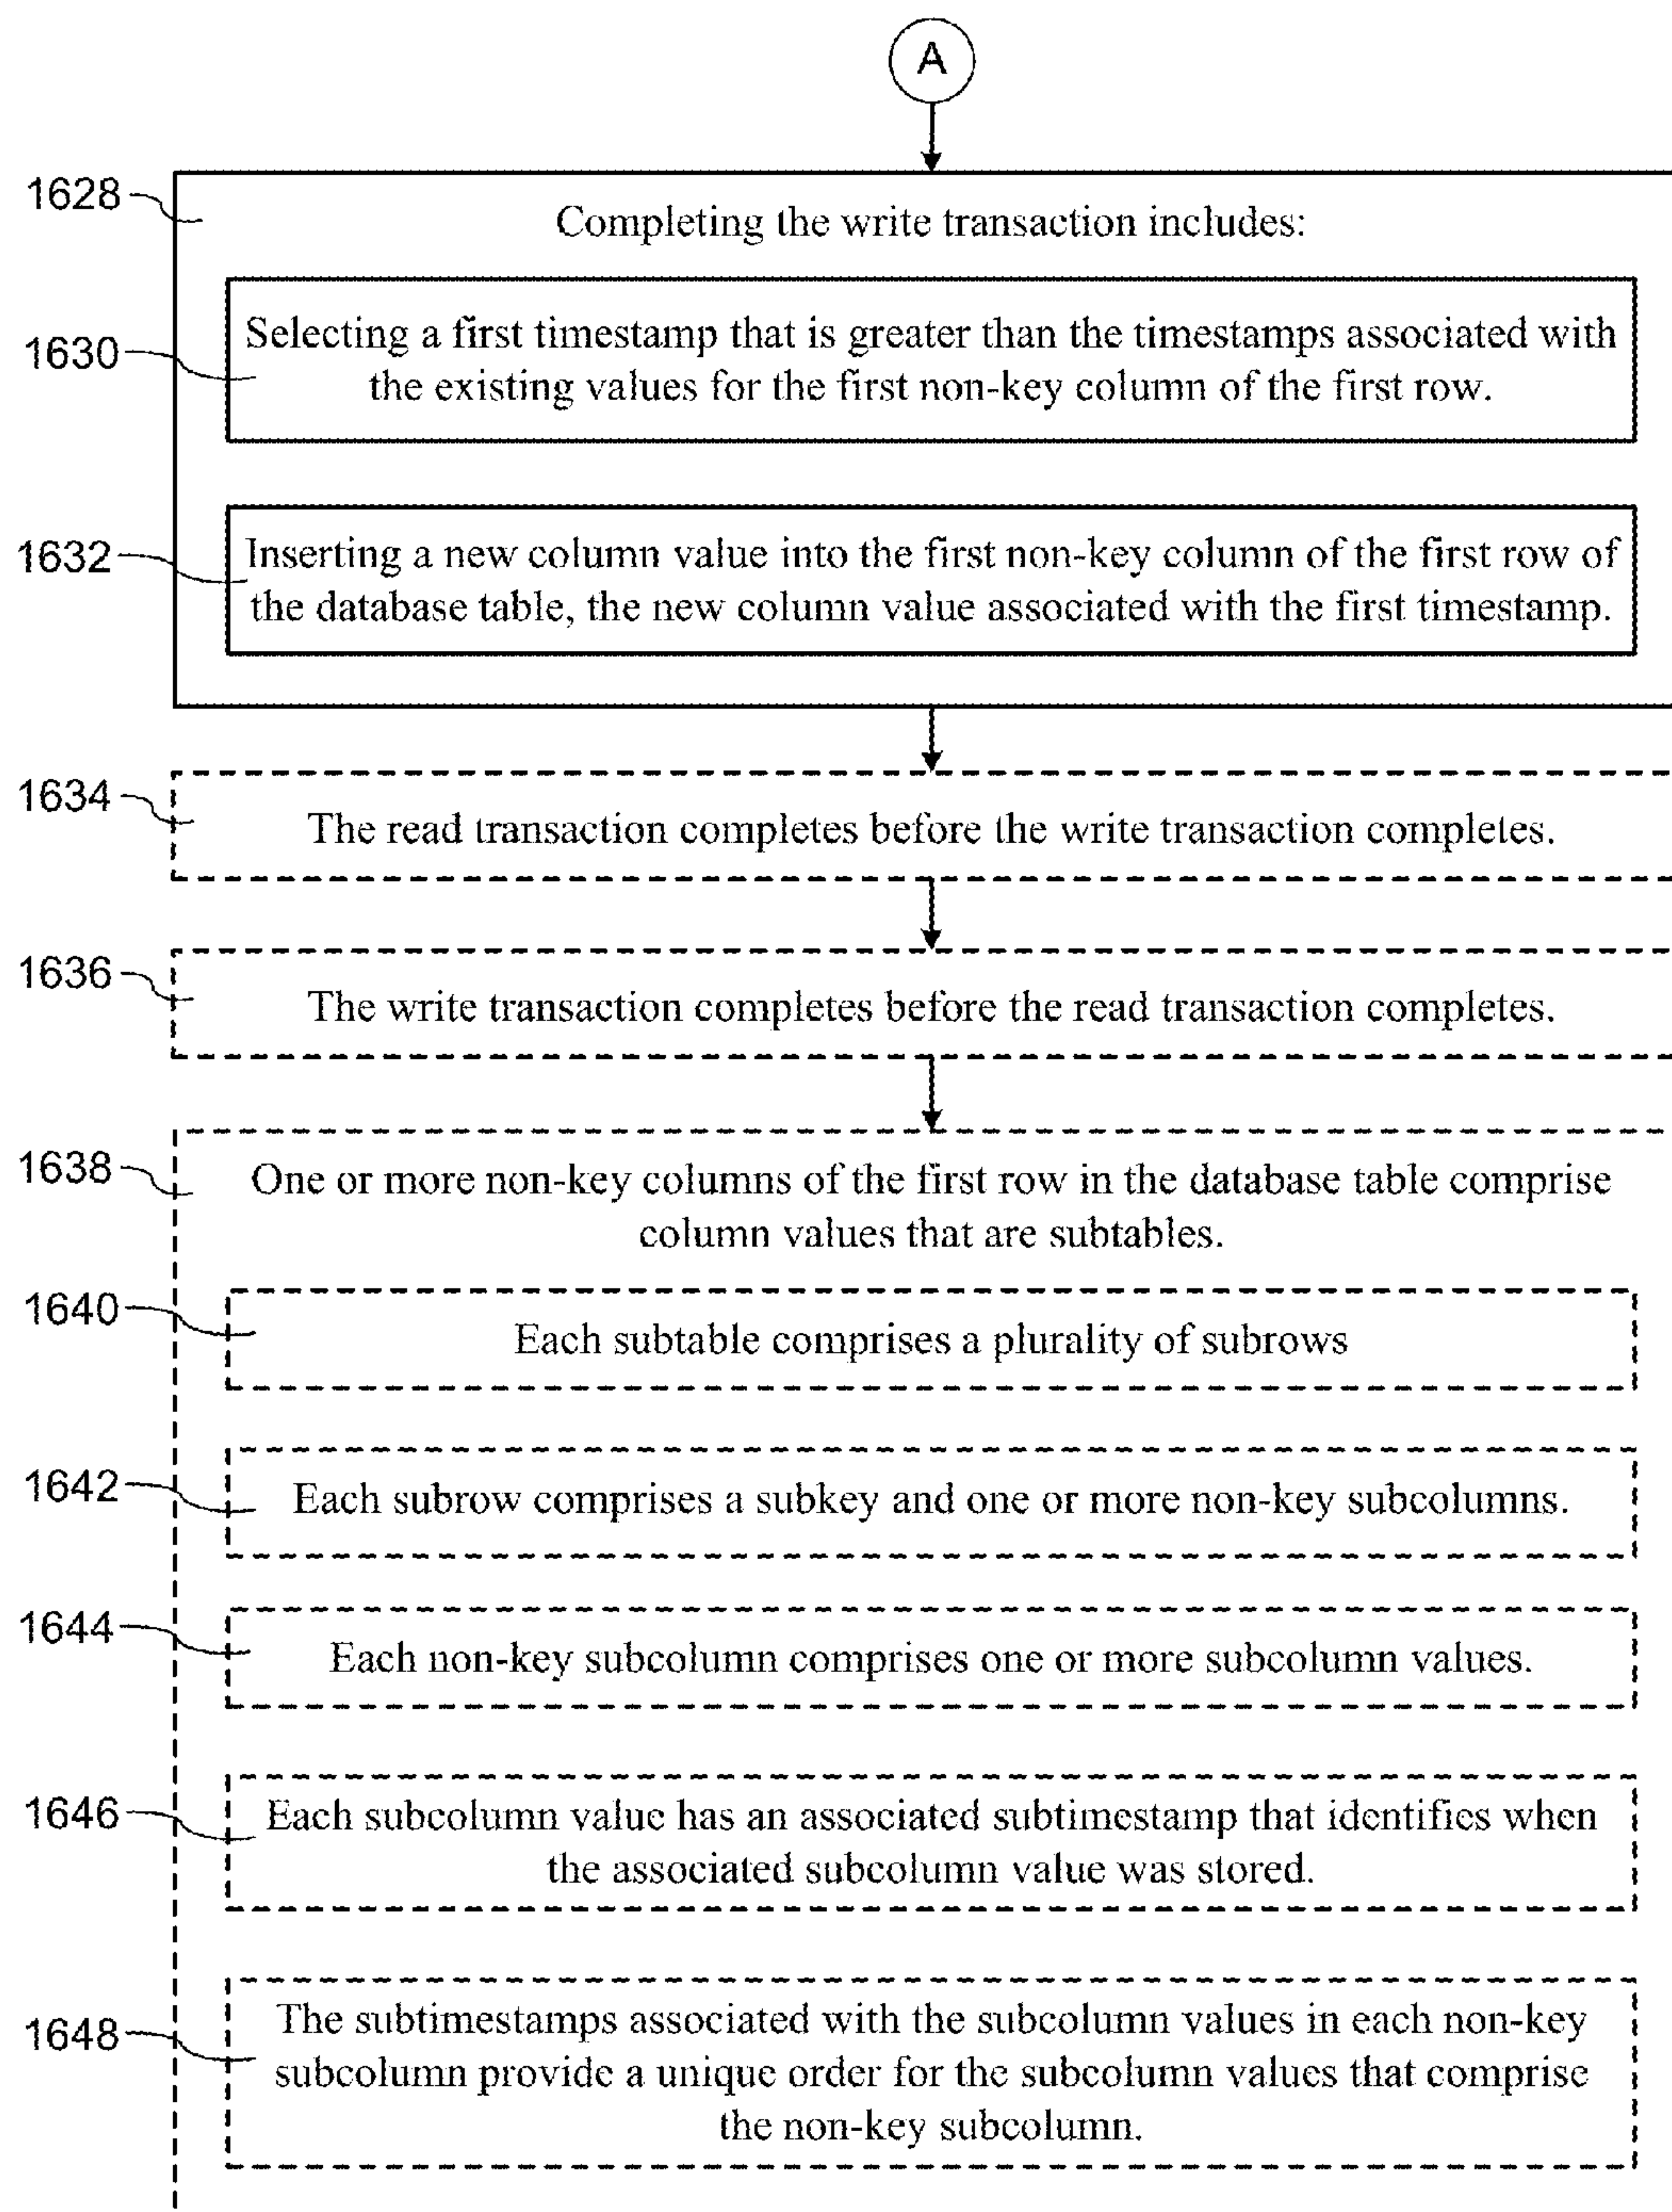 A
1628
Completing the write transaction includes:
1630
Selecting a first timestamp that is greater than the timestamps associated with
the existing values for the first non-key column of the first row.
1632
Inserting a new column value into the first non-key column of the first row of
the database table, the new column value associated with the first timestamp.
1634
The read transaction completes before the write transaction completes.
1636
The write transaction completes before the read transaction completes.
1638
One or more non-key columns of the first row in the database table comprise
column values that are subtables.
1640
Each subtable comprises a plurality of subrows
1642
Each subrow comprises a subkey and one or more non-key subcolumns.
1644
Each non-key subcolumn comprises one or more subcolumn values.
1646
Each subcolumn value has an associated subtimestamp that identifies when
the associated subcolumn value was stored.
1648
The subtimestamps associated with the subcolumn values in each non-key
subcolumn provide a unique order for the subcolumn values that comprise
the non-key subcolumn.